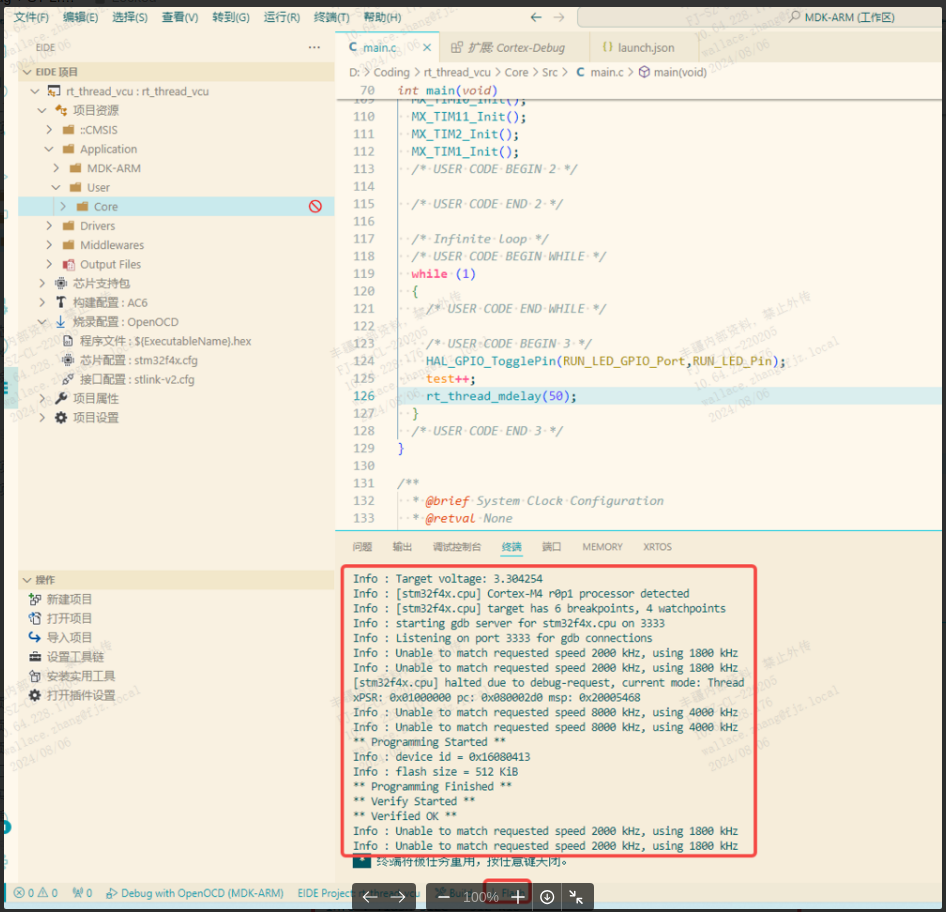 文件(F) 编辑(E) 选择(S) 查看(V) 转到(G) 运行(R) 终端(T) 帮助(H) MDK-ARM (工作区)
EIDE
main.c
扩展: Cortex-Debug
launch.json
EIDE 项目
D: > Coding > rt_thread_vcu > Core > Src > C main.c > main(void)
rt_thread_vcu : rt_thread_vcu
项目资源
::CMSIS
Application
MDK-ARM
User
Core
Drivers
Middlewares
Output Files
芯片支持包
构建配置 : AC6
烧录配置 : OpenOCD
程序文件 : ${ExecutableName}.hex
芯片配置 : stm32f4x.cfg
接口配置 : stlink-v2.cfg
项目属性
项目设置
70 int main(void)
109 MX_TIM10_Init();
110 MX_TIM11_Init();
111 MX_TIM2_Init();
112 MX_TIM1_Init();
113 /* USER CODE BEGIN 2 */
114
115 /* USER CODE END 2 */
116
117 /* Infinite loop */
118 /* USER CODE BEGIN WHILE */
119 while (1)
120 {
121 /* USER CODE END WHILE */
122
123 /* USER CODE BEGIN 3 */
124 HAL_GPIO_TogglePin(RUN_LED_GPIO_Port,RUN_LED_Pin);
125 test++;
126 rt_thread_mdelay(50);
127 }
128 /* USER CODE END 3 */
129 }
130
131 /**
132 * @brief System Clock Configuration
133 * @retval None
问题 输出 调试控制台 终端 端口 MEMORY XRTOS
Info : Target voltage: 3.304254
Info : [stm32f4x.cpu] Cortex-M4 r0p1 processor detected
Info : [stm32f4x.cpu] target has 6 breakpoints, 4 watchpoints
Info : starting gdb server for stm32f4x.cpu on 3333
Info : Listening on port 3333 for gdb connections
Info : Unable to match requested speed 2000 kHz, using 1800 kHz
Info : Unable to match requested speed 2000 kHz, using 1800 kHz
[stm32f4x.cpu] halted due to debug-request, current mode: Thread
xPSR: 0x01000000 pc: 0x080002d0 msp: 0x20005468
Info : Unable to match requested speed 8000 kHz, using 4000 kHz
Info : Unable to match requested speed 8000 kHz, using 4000 kHz
** Programming Started **
Info : device id = 0x16080413
Info : flash size = 512 KiB
** Programming Finished **
** Verify Started **
** Verified OK **
Info : Unable to match requested speed 2000 kHz, using 1800 kHz
Info : Unable to match requested speed 2000 kHz, using 1800 kHz
* 终端将被任务重用，按任意键关闭。
操作
新建项目
打开项目
导入项目
设置工具链
安装实用工具
打开插件设置
0 0 0 Debug with OpenOCD (MDK-ARM) EIDE Project
100%
wallace.zhang@fjz.local
2024/08/06